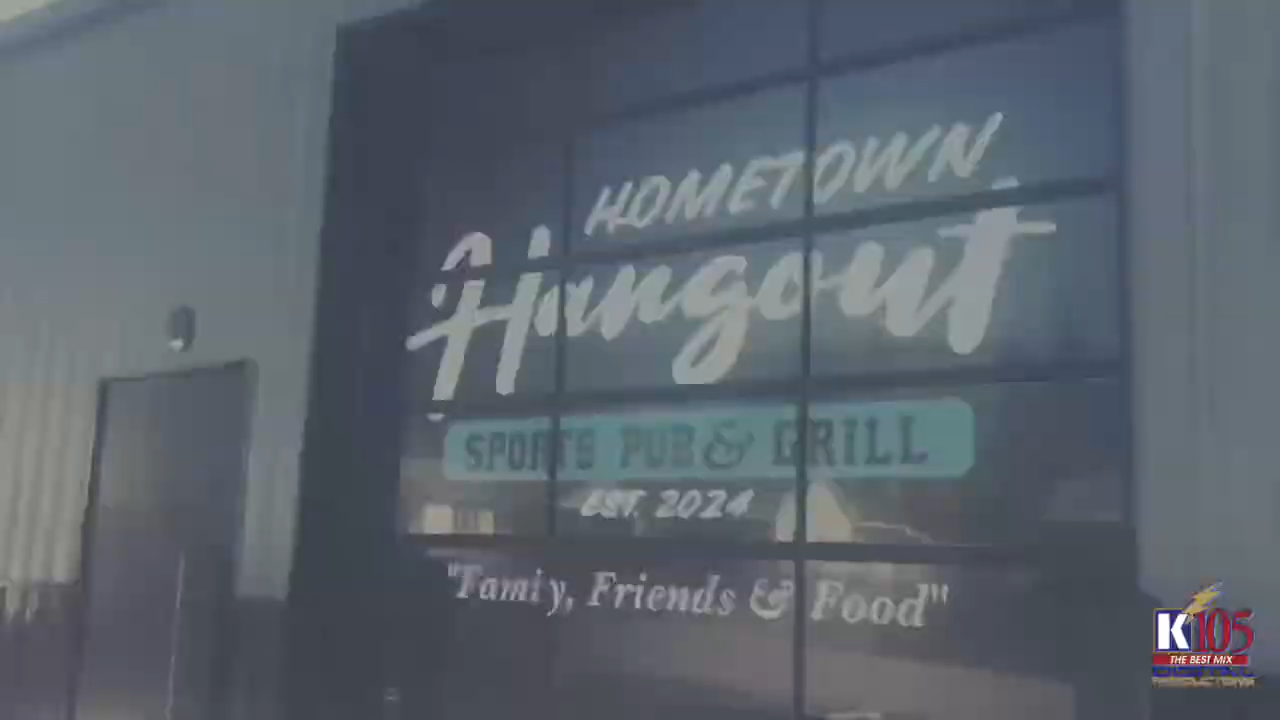 HOMETOWN
Hangout
SPORTS PUB & GRILL
EST. 2024
"Family, Friends & Food"
K105
THE BEST MIX